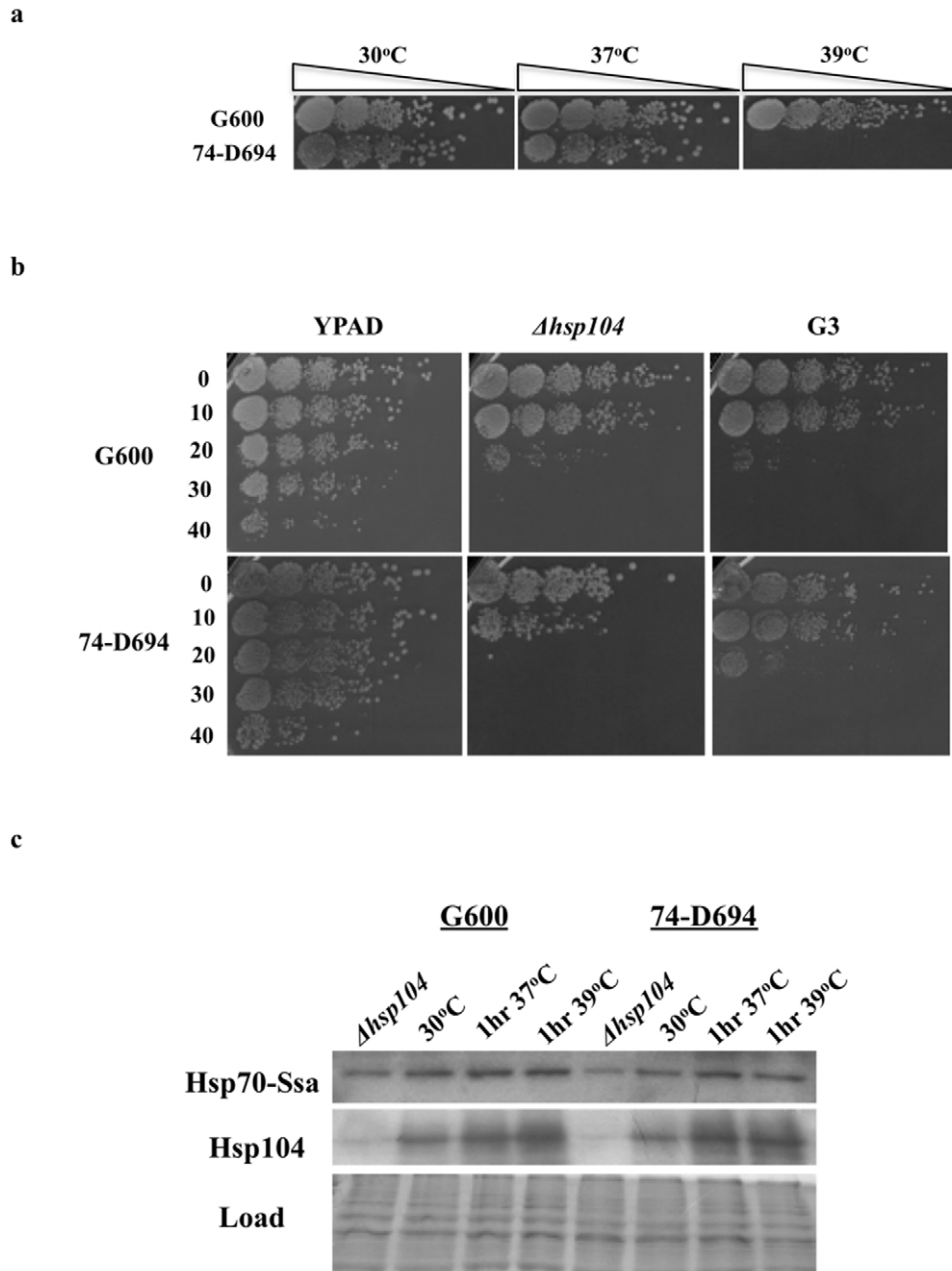 a
30°C 37°C 39°C
G600
74-D694
b
YPAD Δhsp104 G3
0
10
20
30
40
G600
0
10
20
30
40
74-D694
c
G600 74-D694
Δhsp104 30°C 1hr 37°C 1hr 39°C Δhsp104 30°C 1hr 37°C 1hr 39°C
Hsp70-Ssa
Hsp104
Load